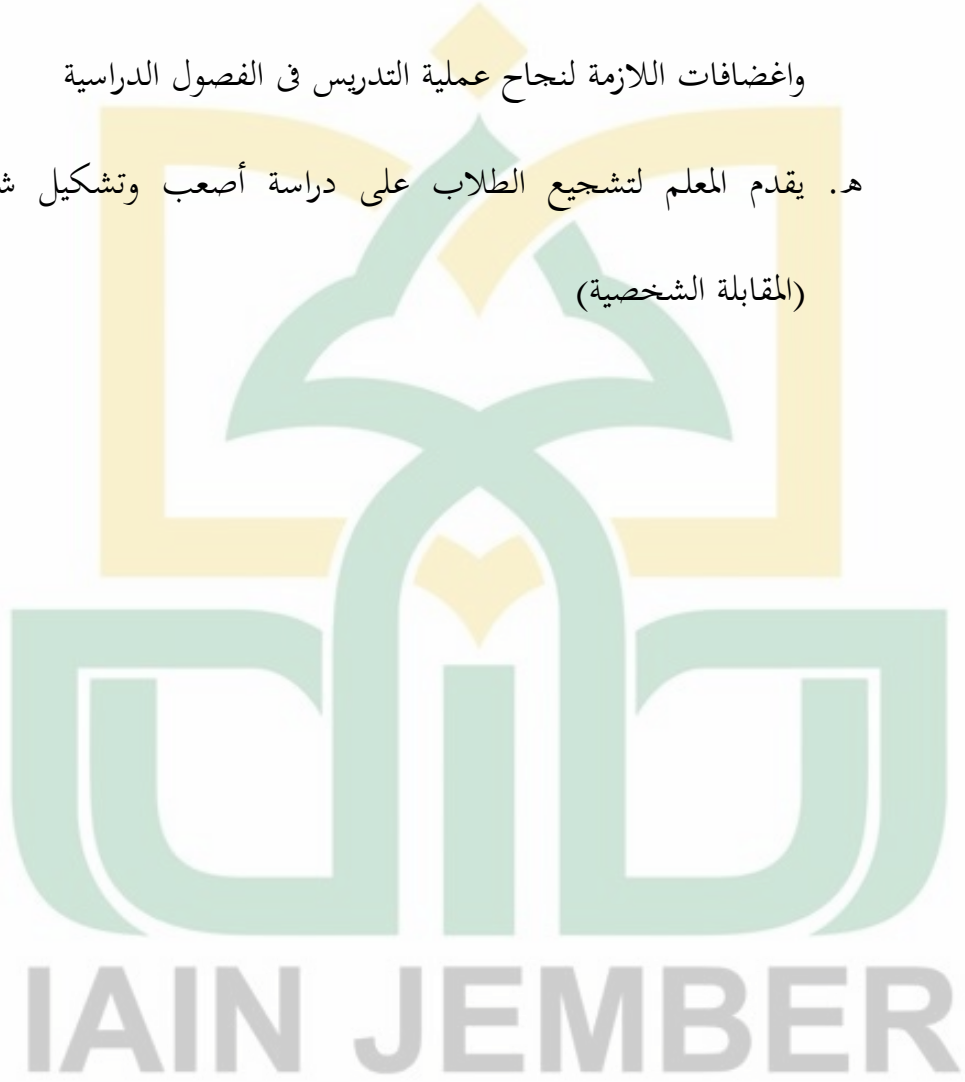 واغضافات اللازمة لنجاح عملية التدريس فى الفصول الدراسية
هـ. يقدم المعلم لتشجيع الطلاب على دراسة أصعب وتشكيل
(المقابلة الشخصية)
IAIN JEMBER